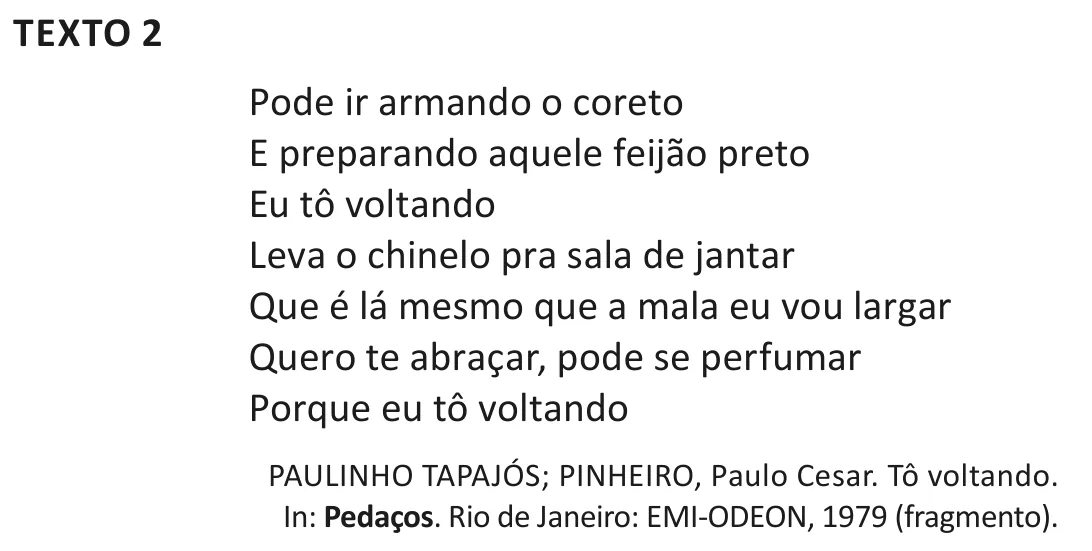 TEXTO 2
Pode ir armando o coreto
E preparando aquele feijão preto
Eu tô voltando
Leva o chinelo pra sala de jantar
Que é lá mesmo que a mala eu vou largar
Quero te abraçar, pode se perfumar
Porque eu tô voltando
PAULINHO TAPAJÓS; PINHEIRO, Paulo Cesar. Tô voltando.
In: Pedaços. Rio de Janeiro: EMI-ODEON, 1979 (fragmento).